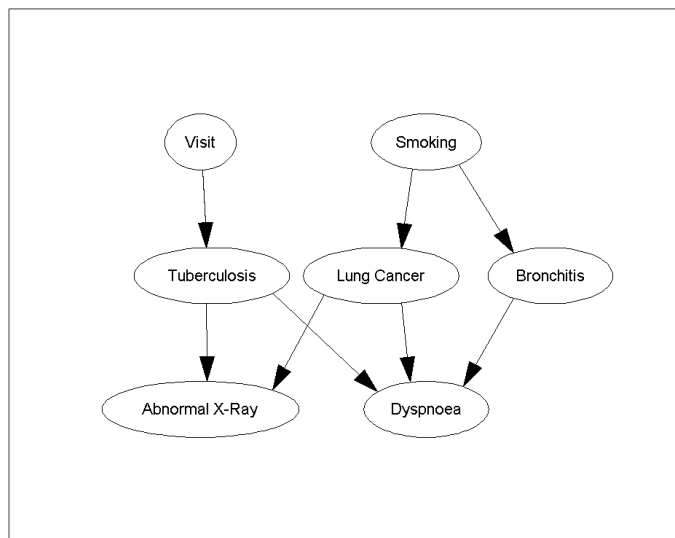 Visit
Smoking
Tuberculosis
Lung Cancer
Bronchitis
Abnormal X-Ray
Dyspnoea